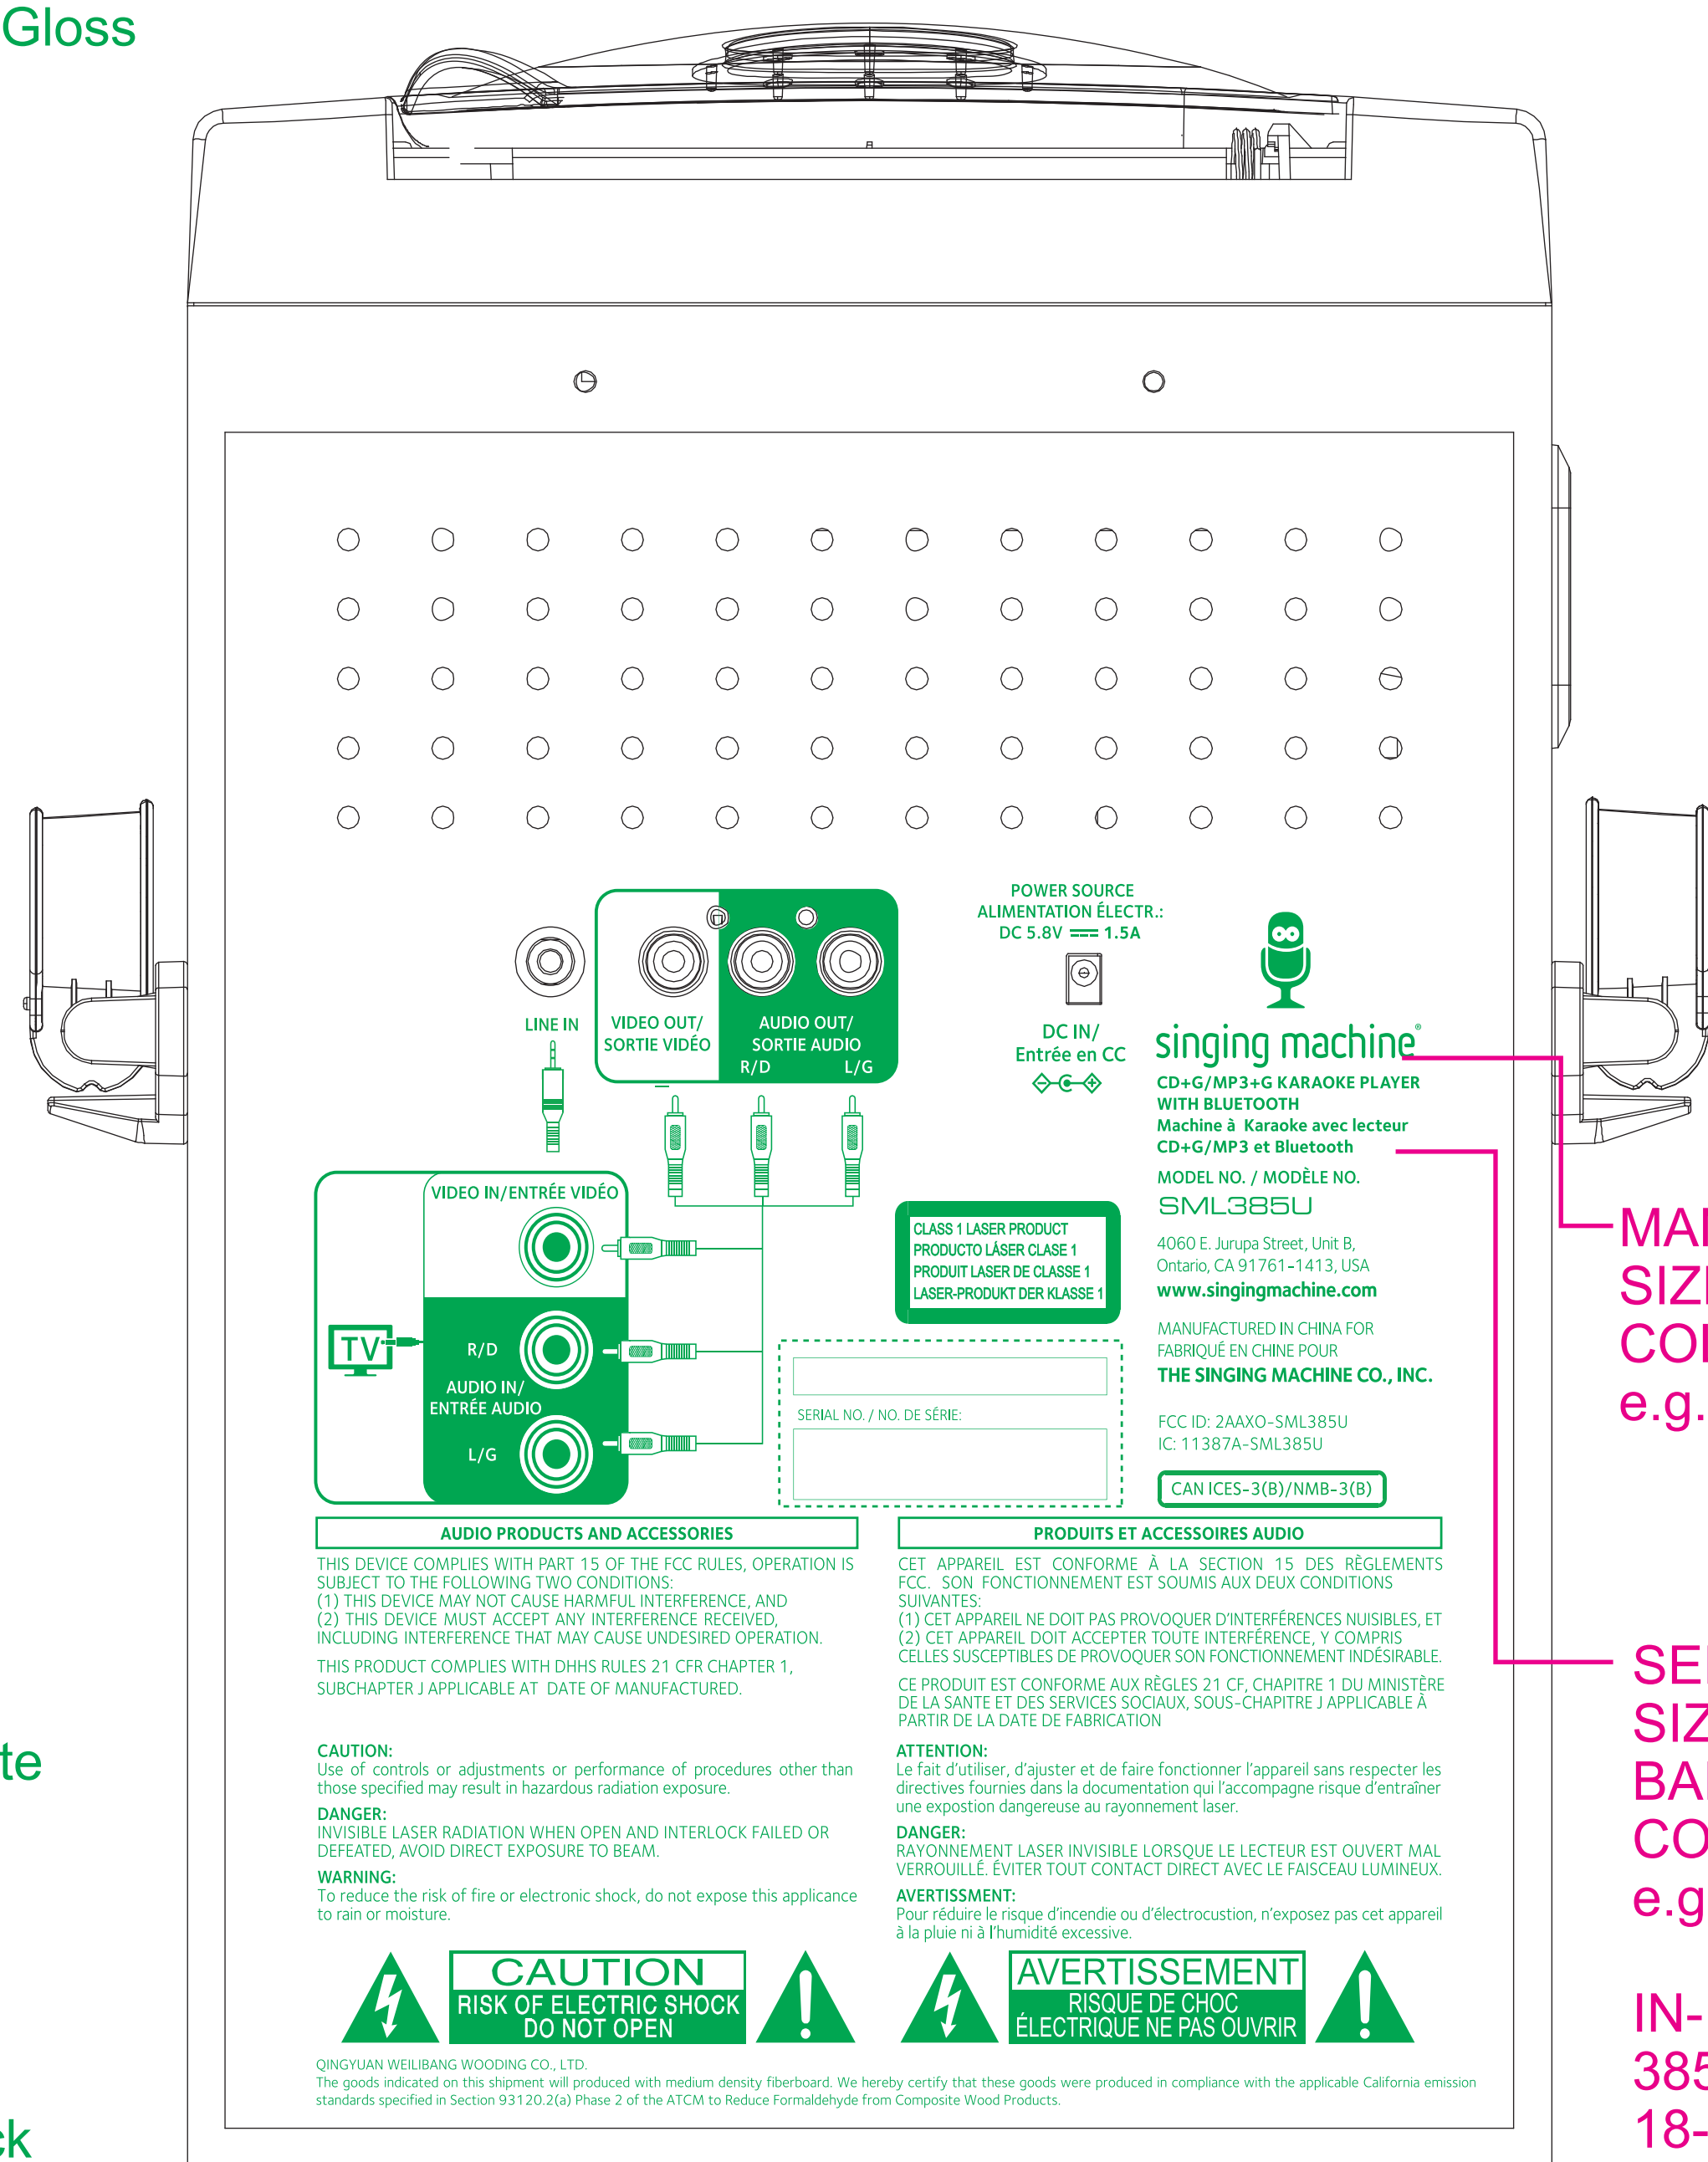 Gloss
POWER SOURCE
ALIMENTATION ÉLECTR.:
DC 5.8V 1.5A
LINE IN
VIDEO OUT/
SORTIE VIDÉO
AUDIO OUT/
SORTIE AUDIO
R/D L/G
DC IN/
Entrée en CC
singing machine®
CD+G/MP3+G KARAOKE PLAYER
WITH BLUETOOTH
Machine à Karaoke avec lecteur
CD+G/MP3 et Bluetooth
MODEL NO. / MODÈLE NO.
SML385U
4060 E. Jurupa Street, Unit B,
Ontario, CA 91761-1413, USA
www.singingmachine.com
MANUFACTURED IN CHINA FOR
FABRIQUÉ EN CHINE POUR
THE SINGING MACHINE CO., INC.
FCC ID: 2AAXO-SML385U
IC: 11387A-SML385U
CAN ICES-3(B)/NMB-3(B)
VIDEO IN/ENTRÉE VIDÉO
TV
R/D
AUDIO IN/
ENTRÉE AUDIO
L/G
CLASS 1 LASER PRODUCT
PRODUCTO LÁSER CLASE 1
PRODUIT LASER DE CLASSE 1
LASER-PRODUKT DER KLASSE 1
SERIAL NO. / NO. DE SÉRIE:
AUDIO PRODUCTS AND ACCESSORIES
THIS DEVICE COMPLIES WITH PART 15 OF THE FCC RULES, OPERATION IS
SUBJECT TO THE FOLLOWING TWO CONDITIONS:
(1) THIS DEVICE MAY NOT CAUSE HARMFUL INTERFERENCE, AND
(2) THIS DEVICE MUST ACCEPT ANY INTERFERENCE RECEIVED,
INCLUDING INTERFERENCE THAT MAY CAUSE UNDESIRED OPERATION.
THIS PRODUCT COMPLIES WITH DHHS RULES 21 CFR CHAPTER 1,
SUBCHAPTER J APPLICABLE AT DATE OF MANUFACTURED.
CAUTION:
Use of controls or adjustments or performance of procedures other than
those specified may result in hazardous radiation exposure.
DANGER:
INVISIBLE LASER RADIATION WHEN OPEN AND INTERLOCK FAILED OR
DEFEATED, AVOID DIRECT EXPOSURE TO BEAM.
WARNING:
To reduce the risk of fire or electronic shock, do not expose this applicance
to rain or moisture.
CAUTION
RISK OF ELECTRIC SHOCK
DO NOT OPEN
PRODUITS ET ACCESSOIRES AUDIO
CET APPAREIL EST CONFORME À LA SECTION 15 DES RÈGLEMENTS
FCC. SON FONCTIONNEMENT EST SOUMIS AUX DEUX CONDITIONS
SUIVANTES:
(1) CET APPAREIL NE DOIT PAS PROVOQUER D'INTERFÉRENCES NUISIBLES, ET
(2) CET APPAREIL DOIT ACCEPTER TOUTE INTERFÉRENCE, Y COMPRIS
CELLES SUSCEPTIBLES DE PROVOQUER SON FONCTIONNEMENT INDÉSIRABLE.
CE PRODUIT EST CONFORME AUX RÈGLES 21 CF, CHAPITRE 1 DU MINISTÈRE
DE LA SANTE ET DES SERVICES SOCIAUX, SOUS-CHAPITRE J APPLICABLE À
PARTIR DE LA DATE DE FABRICATION
ATTENTION:
Le fait d'utiliser, d'ajuster et de faire fonctionner l'appareil sans respecter les
directives fournies dans la documentation qui l'accompagne risque d'entraîner
une expostion dangereuse au rayonnement laser.
DANGER:
RAYONNEMENT LASER INVISIBLE LORSQUE LE LECTEUR EST OUVERT MAL
VERROUILLÉ. ÉVITER TOUT CONTACT DIRECT AVEC LE FAISCEAU LUMINEUX.
AVERTISSMENT:
Pour réduire le risque d'incendie ou d'électrocustion, n'exposez pas cet appareil
à la pluie ni à l'humidité excessive.
AVERTISSEMENT
RISQUE DE CHOC
ÉLECTRIQUE NE PAS OUVRIR
QINGYUAN WEILIBANG WOODING CO., LTD.
The goods indicated on this shipment will produced with medium density fiberboard. We hereby certify that these goods were produced in compliance with the applicable California emission
standards specified in Section 93120.2(a) Phase 2 of the ATCM to Reduce Formaldehyde from Composite Wood Products.
e.g.
e.g
IN-
385
18-